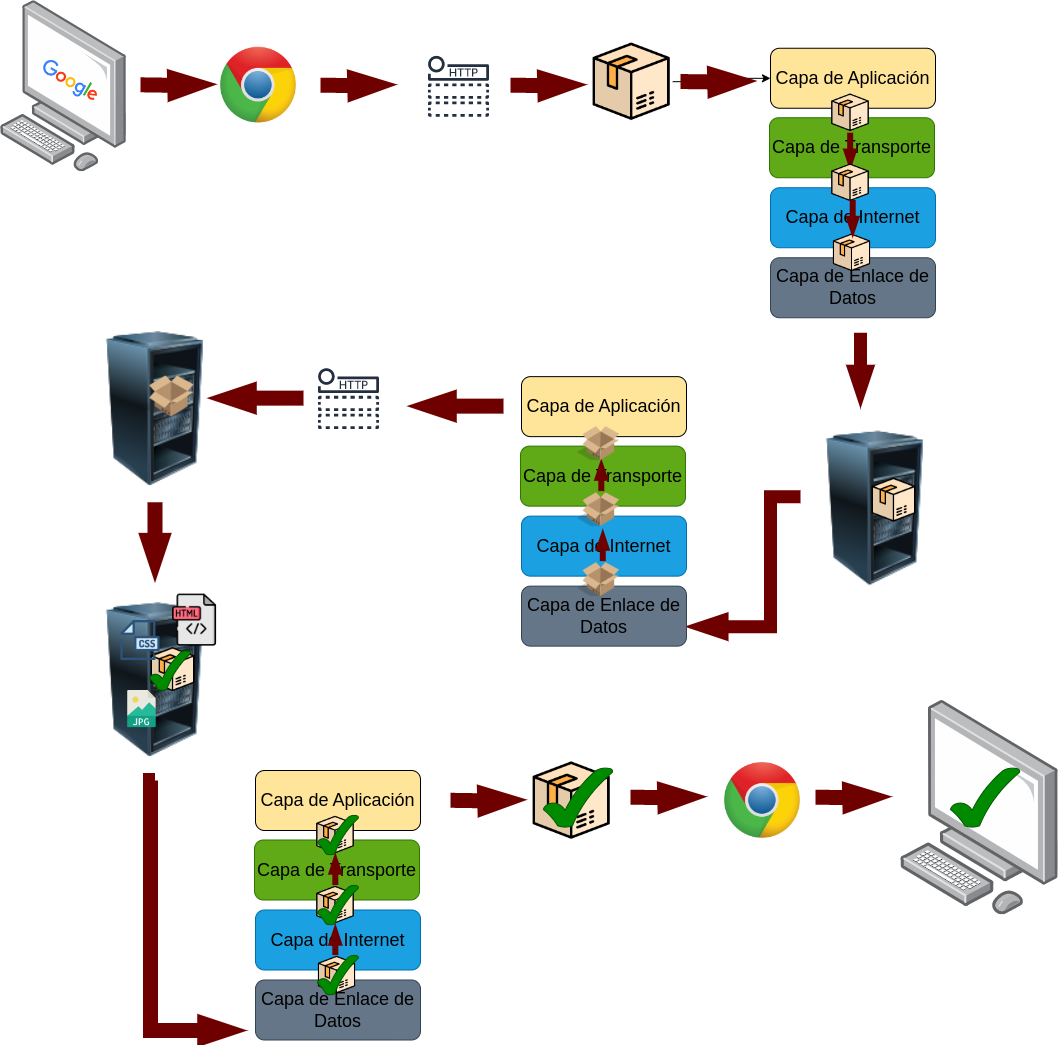 Google
HTTP
Capa de Aplicación
Capa de Transporte
Capa de Internet
Capa de Enlace de
Datos
HTTP
Capa de Aplicación
Capa de Transporte
Capa de Internet
Capa de Enlace de
Datos
HTML
</>
CSS
JPG
Capa de Aplicación
Capa de Transporte
Capa de Internet
Capa de Enlace de
Datos